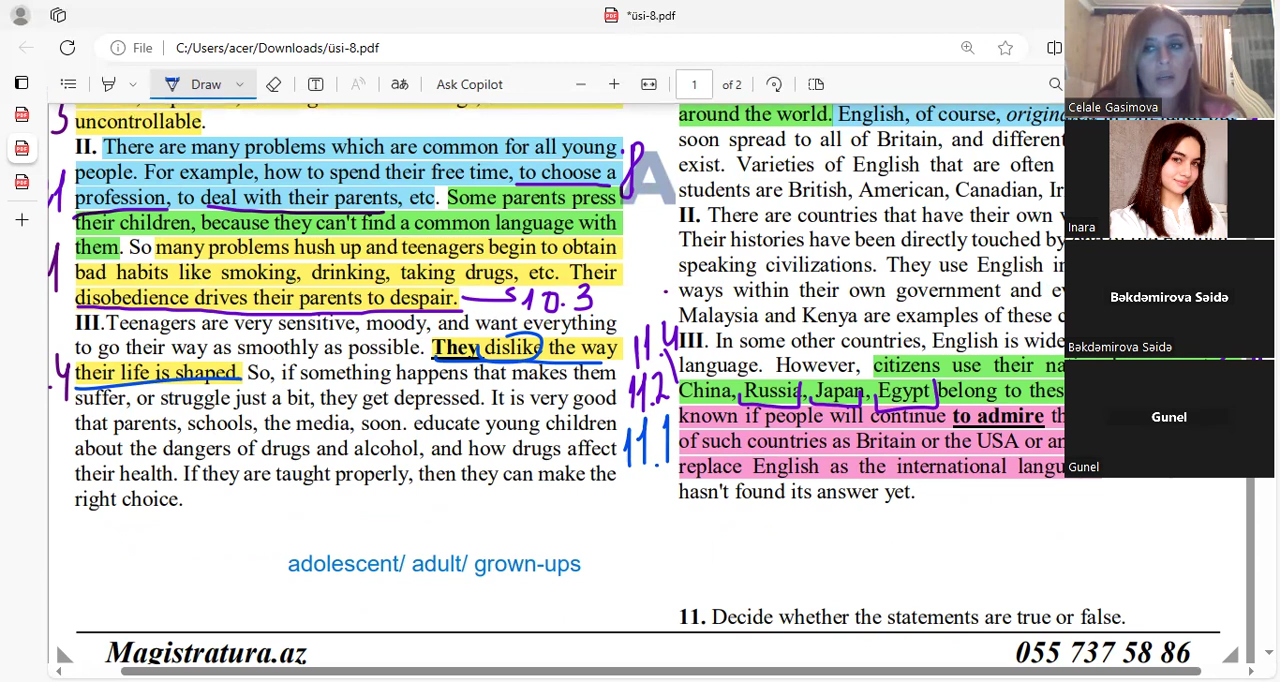 *üsi-8.pdf
File
C:/Users/acer/Downloads/üsi-8.pdf
Draw
aあ
Ask Copilot
1
of 2
uncontrollable.
II. There are many problems which are common for all young
people. For example, how to spend their free time, to choose a
profession, to deal with their parents, etc. Some parents press
their children, because they can't find a common language with
them. So many problems hush up and teenagers begin to obtain
bad habits like smoking, drinking, taking drugs, etc. Their
disobedience drives their parents to despair.
10.3
III.Teenagers are very sensitive, moody, and want everything
to go their way as smoothly as possible. They dislike the way
their life is shaped. So, if something happens that makes them
suffer, or struggle just a bit, they get depressed. It is very good
that parents, schools, the media, soon. educate young children
about the dangers of drugs and alcohol, and how drugs affect
their health. If they are taught properly, then they can make the
right choice.
adolescent/ adult/ grown-ups
around the world. English, of course,
soon spread to all of Britain, and
exist. Varieties of English that are often
students are British, American, Canadian,
II. There are countries that have their own
Their histories have been directly touched by
speaking civilizations. They use English
ways within their own government and
Malaysia and Kenya are examples of these
11.4
III. In some other countries, English is
language. However, citizens use their
11.2
China, Russia, Japan, Egypt belong to these
known if people will continue to admire
11.1
of such countries as Britain or the USA or
replace English as the international
hasn't found its answer yet.
11. Decide whether the statements are true or false.
Magistratura.az
055 737 58 86
Celale Gasimova
Inara
Bəkdəmirova Səidə
Bəkdəmirova Səidə
Gunel
Gunel